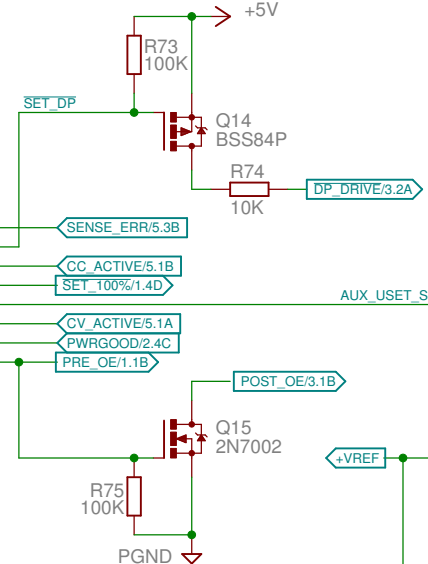 +5V
R73
100K
SET_DP
Q14
BSS84P
R74
10K
DP_DRIVE/3.2A
SENSE_ERR/5.3B
CC_ACTIVE/5.1B
SET_100%/1.4D
AUX_USET_S
CV_ACTIVE/5.1A
PWRGOOD/2.4C
PRE_OE/1.1B
POST_OE/3.1B
Q15
2N7002
+VREF
R75
100K
PGND